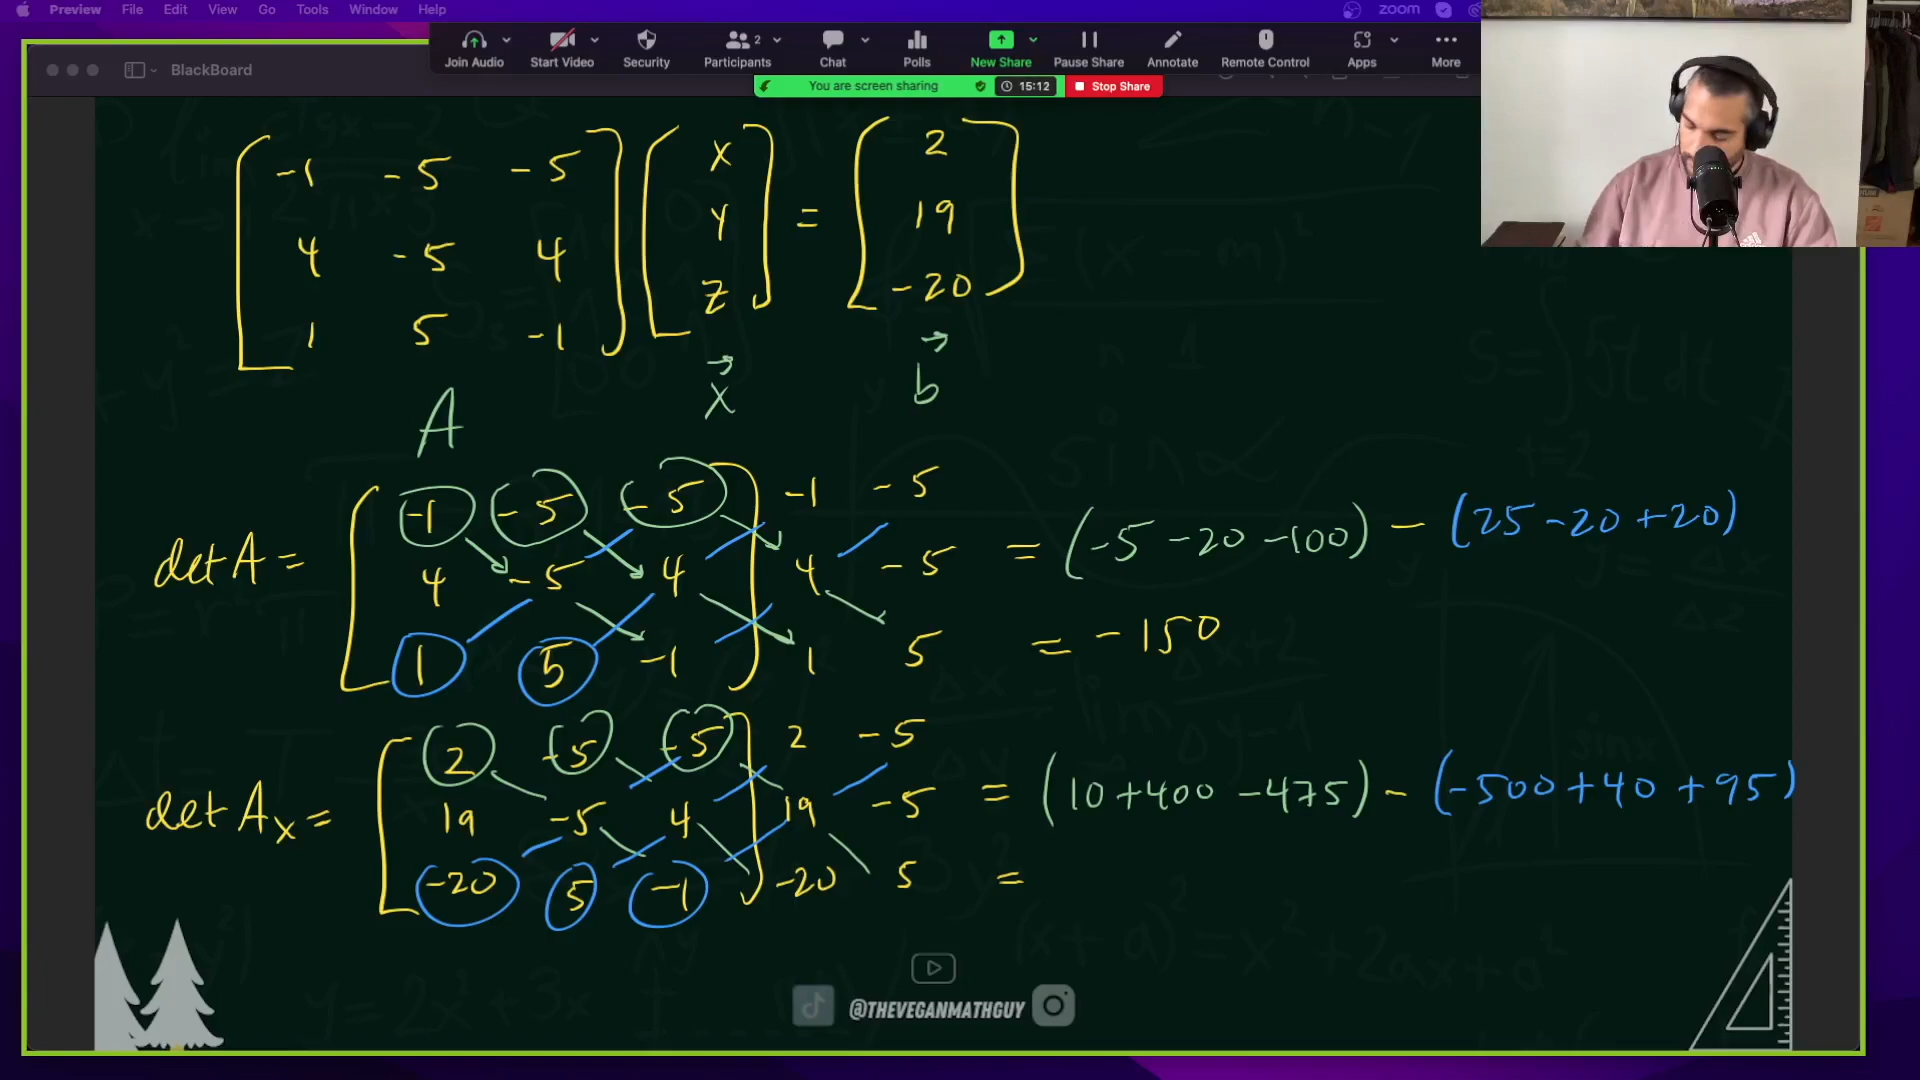 Preview File Edit View Go Tools Window Help zoom
Join Audio Start Video Security Participants 2 Chat Polls New Share Pause Share Annotate Remote Control Apps More
BlackBoard
You are screen sharing 15:12 Stop Share
-1 -5 -5 x 2
4 -5 4 y = 19
1 5 -1 z -20
A x b
-1 -5 -5 -1 -5
det A = 4 -5 4 4 -5 = (-5 -20 -100) - (25 -20 +20)
1 5 -1 1 5 = -150
2 -5 -5 2 -5
det Ax = 19 -5 4 19 -5 = (10 +400 -475) - (-500 +40 +95)
-20 5 -1 -20 5 =
@THEVEGANMATHGUY